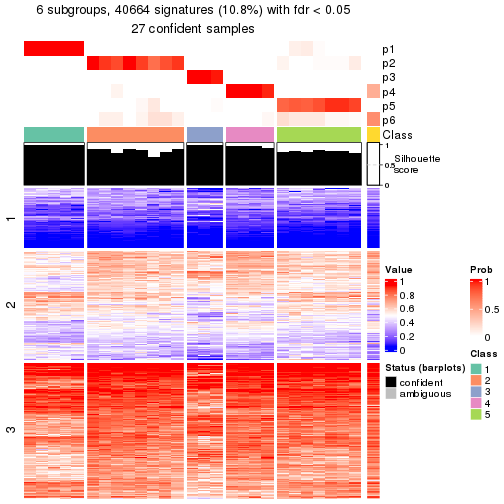 6 subgroups, 40664 signatures (10.8%) with fdr < 0.05
27 confident samples
p1
p2
p3
p4
p5
p6
Class
1
0.5
0
Silhouette
score
1
2
3
Value
1
0.8
0.6
0.4
0.2
0
Status (barplots)
confident
ambiguous
Prob
1
0.5
0
Class
1
2
3
4
5